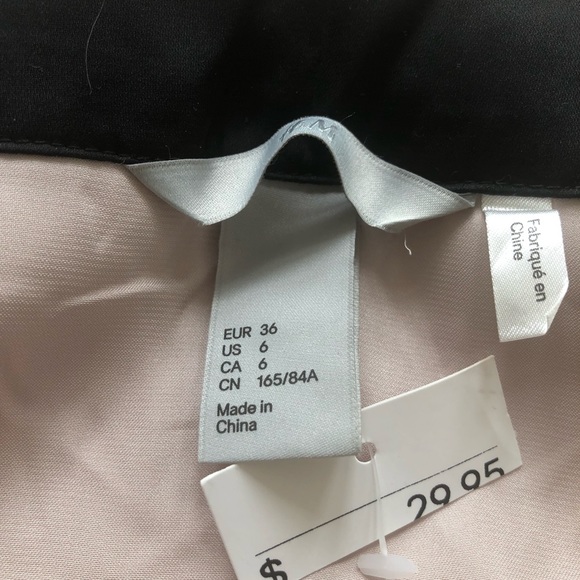 EUR 36
US 6
CA 6
CN 165/84A
Made in
China
Fabriqué en
Chine
29.95
$